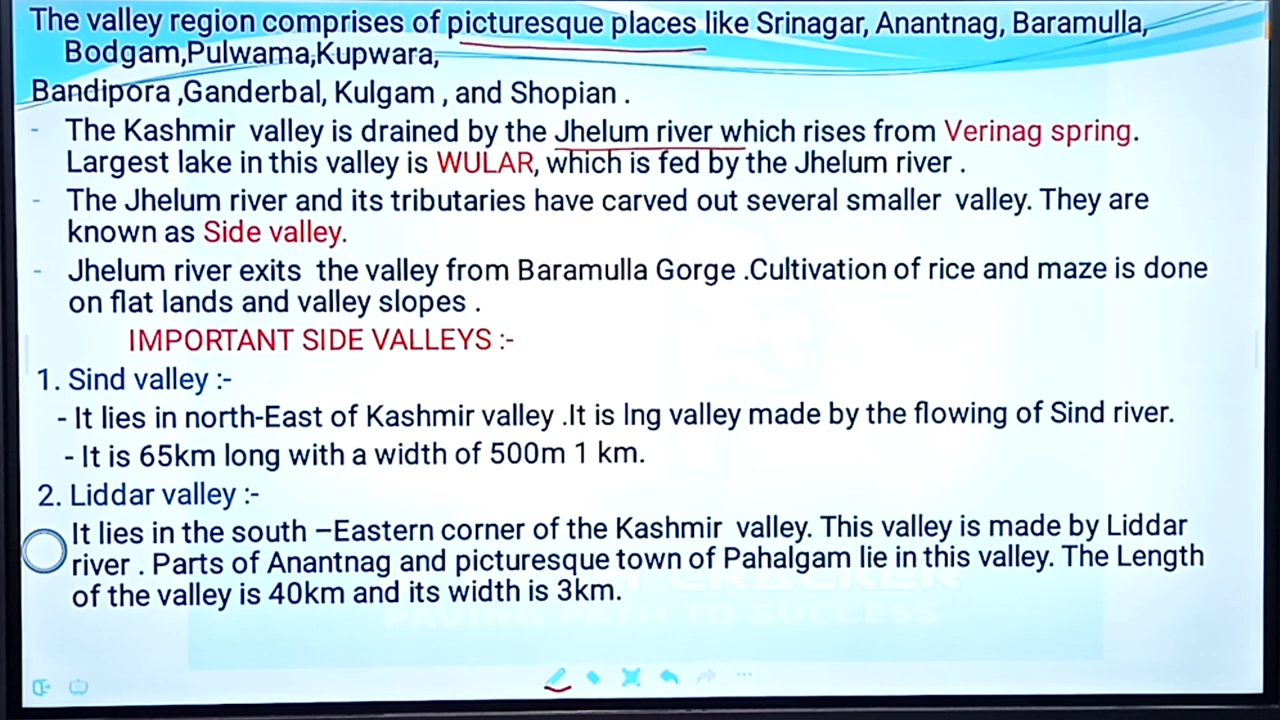 The valley region comprises of picturesque places like Srinagar, Anantnag, Baramulla,
Bodgam,Pulwama,Kupwara,
Bandipora ,Ganderbal, Kulgam , and Shopian .
- The Kashmir valley is drained by the Jhelum river which rises from Verinag spring.
Largest lake in this valley is WULAR, which is fed by the Jhelum river .
- The Jhelum river and its tributaries have carved out several smaller valley. They are
known as Side valley.
- Jhelum river exits the valley from Baramulla Gorge .Cultivation of rice and maze is done
on flat lands and valley slopes .
IMPORTANT SIDE VALLEYS :-
1. Sind valley :-
- It lies in north-East of Kashmir valley .It is lng valley made by the flowing of Sind river.
- It is 65km long with a width of 500m 1 km.
2. Liddar valley :-
It lies in the south –Eastern corner of the Kashmir valley. This valley is made by Liddar
river . Parts of Anantnag and picturesque town of Pahalgam lie in this valley. The Length
of the valley is 40km and its width is 3km.
CRACKER
PAVING PATH TO SUCCESS